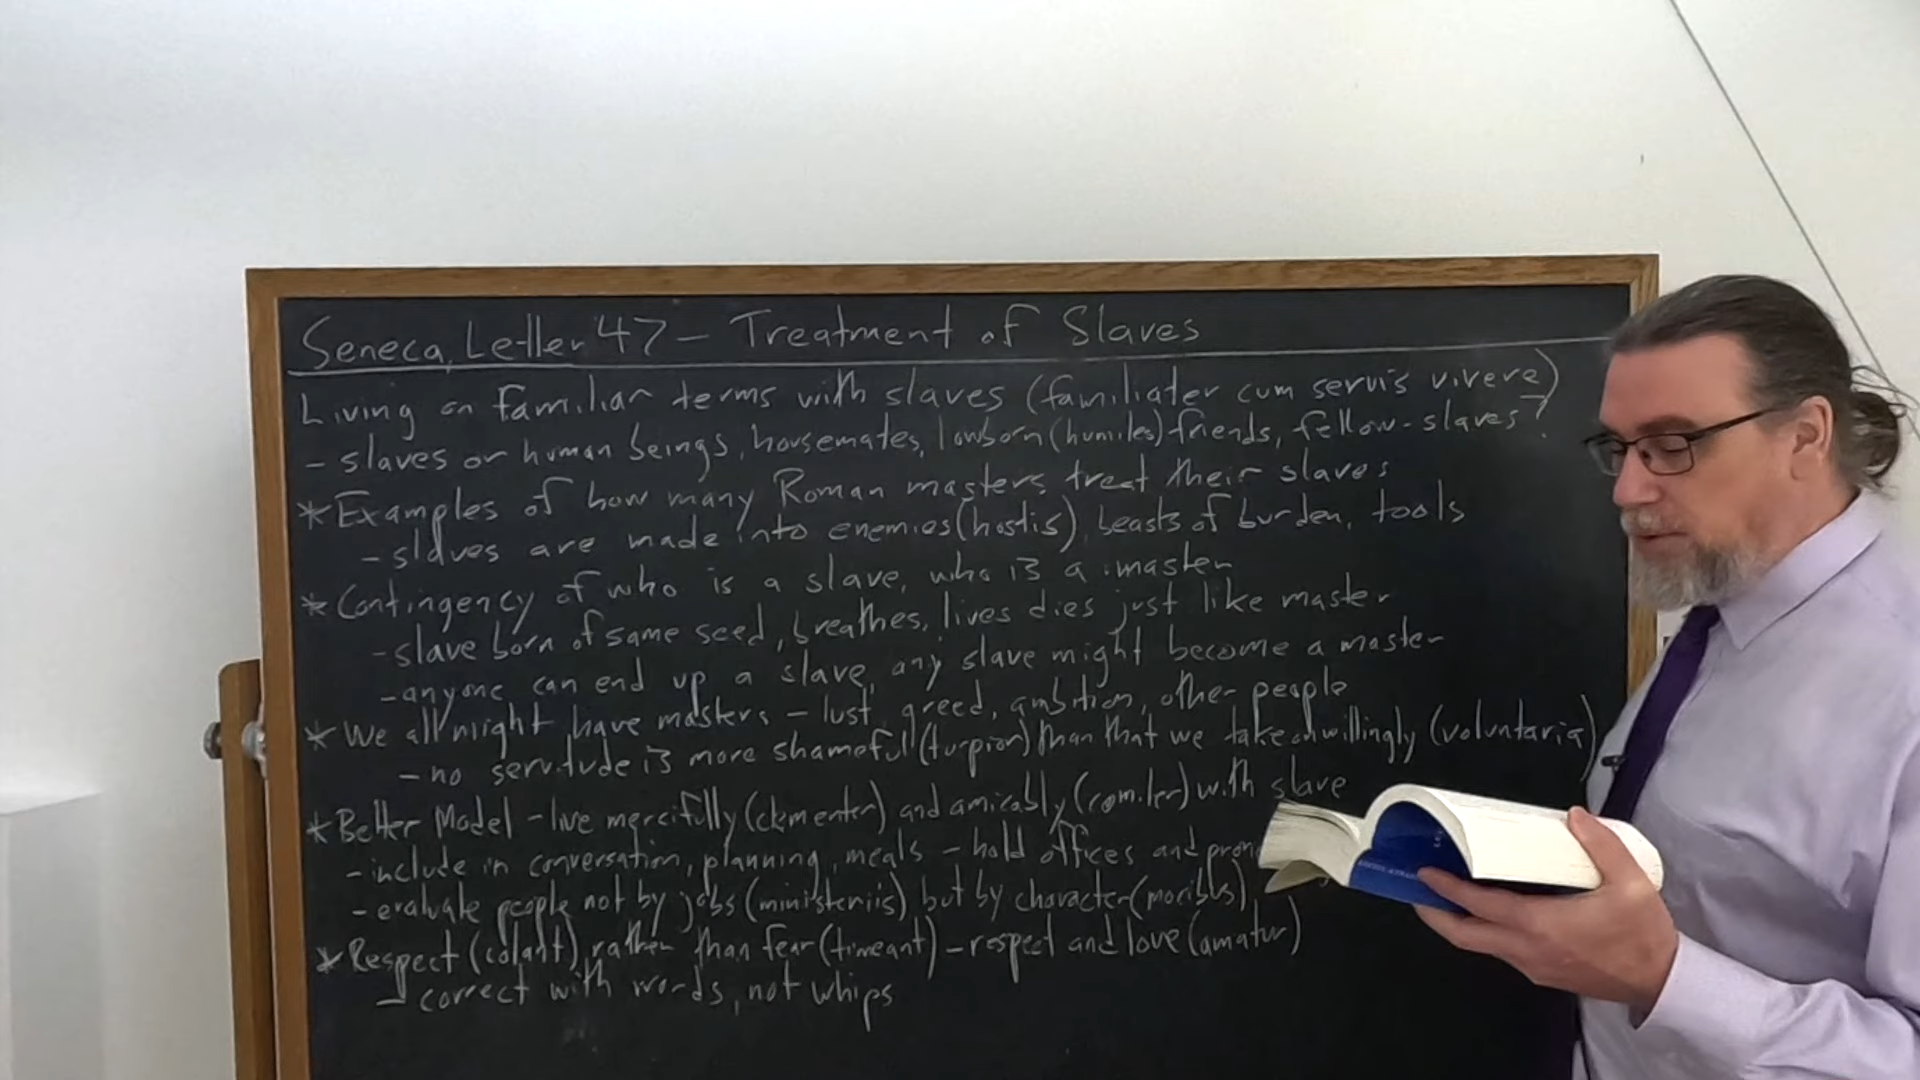 Seneca, Letter 47 – Treatment of Slaves
Living on familiar terms with slaves (familiater cum servis vivere)
- slaves or human beings, housemates, lowborn (humiles) friends, fellow-slaves?
* Examples of how many Roman masters treat their slaves
- slaves are made into enemies (hostis), beasts of burden, tools
* Contingency of who is a slave, who is a master
- slave born of same seed, breathes, lives dies just like master
- anyone can end up a slave, any slave might become a master
* We all might have masters – lust, greed, ambition, other people
- no servitude is more shameful (turpior) than that we take on willingly (voluntaria)
* Better Model – live mercifully (clementer) and amicably (comiter) with slave
- include in conversation, planning, meals – hold offices and
- evaluate people not by jobs (ministeriis) but by character (moribus)
* Respect (colant) rather than fear (timeant) – respect and love (amatur)
- correct with words, not whips